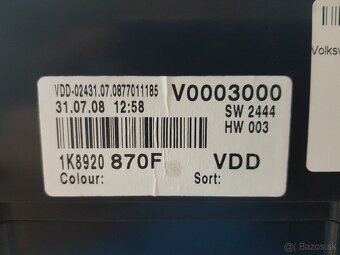 VDD-02431.07.0877011185
31.07.08 12:58
V0003000
SW 2444
HW 003
1K8920 870F VDD
Colour: Sort:
Volksw
Bazos.sk